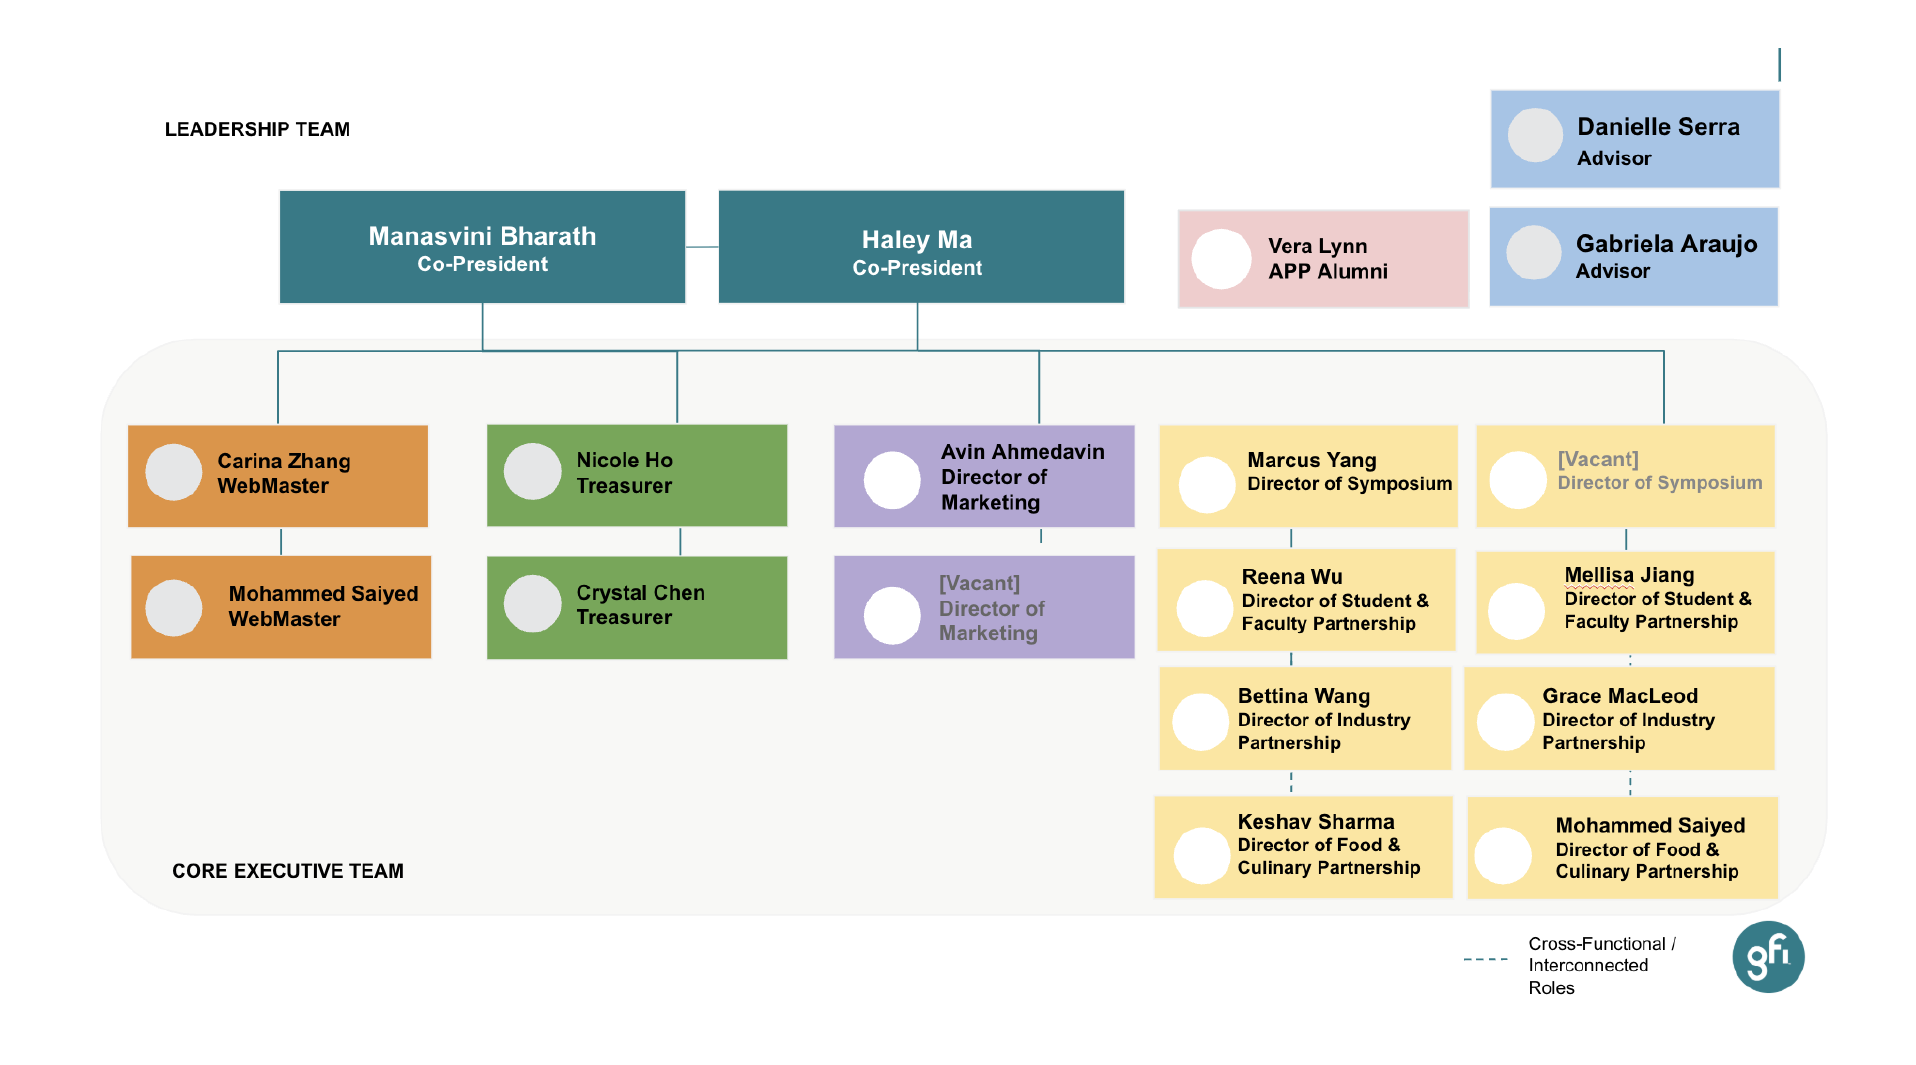 LEADERSHIP TEAM
Danielle Serra
Advisor
Manasvini Bharath
Co-President
Haley Ma
Co-President
Vera Lynn
APP Alumni
Gabriela Araujo
Advisor
Carina Zhang
WebMaster
Nicole Ho
Treasurer
Avin Ahmedavin
Director of
Marketing
Marcus Yang
Director of Symposium
[Vacant]
Director of Symposium
Mohammed Saiyed
WebMaster
Crystal Chen
Treasurer
[Vacant]
Director of
Marketing
Reena Wu
Director of Student &
Faculty Partnership
Mellisa Jiang
Director of Student &
Faculty Partnership
Bettina Wang
Director of Industry
Partnership
Grace MacLeod
Director of Industry
Partnership
Keshav Sharma
Director of Food &
Culinary Partnership
Mohammed Saiyed
Director of Food &
Culinary Partnership
CORE EXECUTIVE TEAM
Cross-Functional /
Interconnected
Roles
gfi